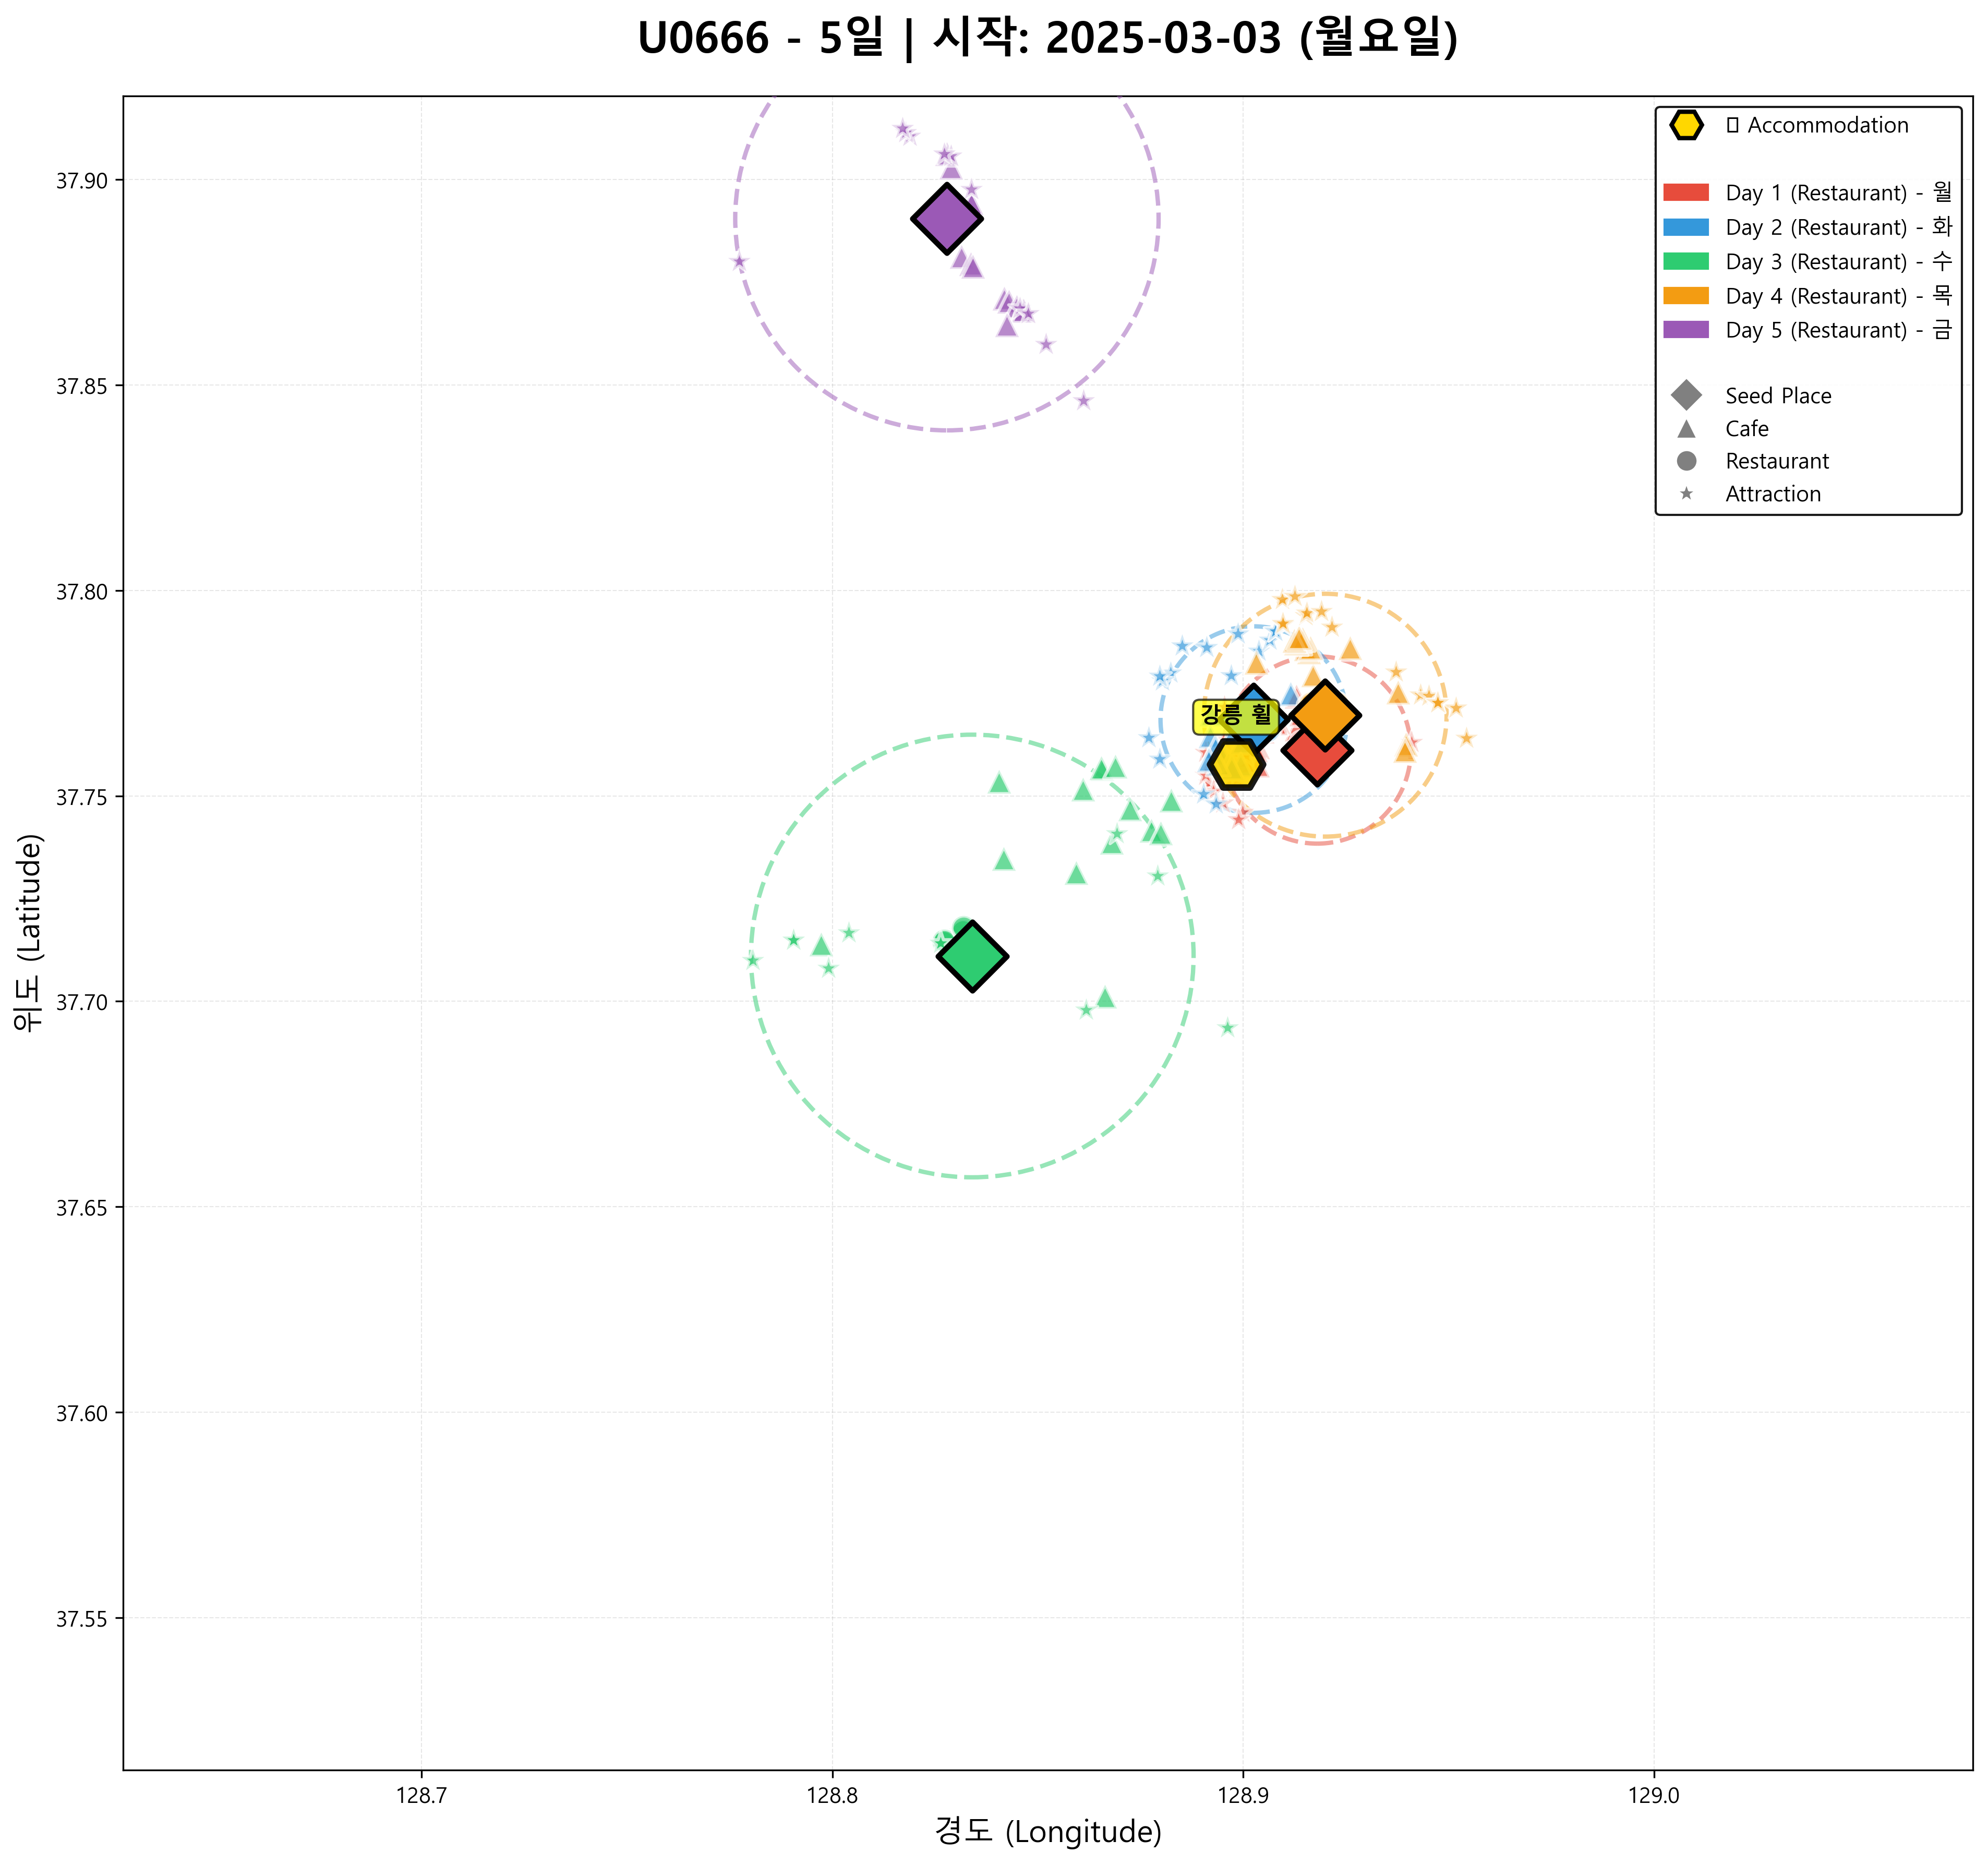 U0666 - 5일 | 시작: 2025-03-03 (월요일)
Accommodation
Day 1 (Restaurant) - 월
Day 2 (Restaurant) - 화
Day 3 (Restaurant) - 수
Day 4 (Restaurant) - 목
Day 5 (Restaurant) - 금
Seed Place
Cafe
Restaurant
Attraction
37.90
37.85
37.80
37.75
37.70
37.65
37.60
37.55
위도 (Latitude)
강릉 휠
128.7
128.8
128.9
129.0
경도 (Longitude)